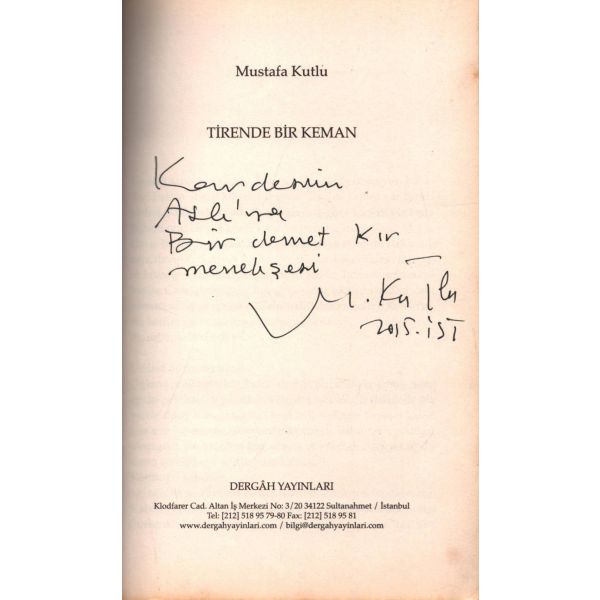 Mustafa Kutlu
TİRENDE BİR KEMAN
Kardeşim
Aslı'ya
Bir demet kır
menekşesi
M. Kutlu
2015. İST
DERGÂH YAYINLARI
Klodfarer Cad. Altan İş Merkezi No: 3/20 34122 Sultanahmet / İstanbul
Tel: [212] 518 95 79-80 Fax: [212] 518 95 81
www.dergahyayinlari.com / bilgi@dergahyayinlari.com